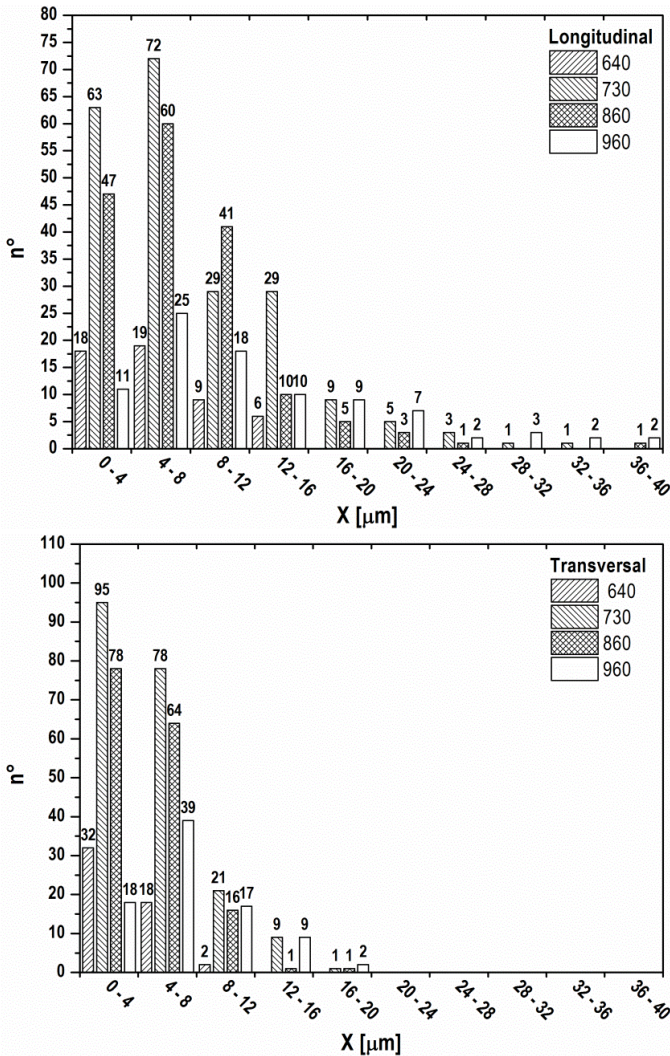 80
75
70
65
60
55
50
45
40
35
30
25
20
15
10
5
0
n°
Longitudinal
640
730
860
960
18 63 47 11
19 72 60 25
9 29 41 18
6 29 10 10
9 5 9
5 3 7
3 1 2
1 3
1 2
1 2
0 - 4
4 - 8
8 - 12
12 - 16
16 - 20
20 - 24
24 - 28
28 - 32
32 - 36
36 - 40
X [μm]
110
100
90
80
70
60
50
40
30
20
10
0
n°
Transversal
640
730
860
960
32 95 78 18
18 78 64 39
2 21 16 17
9 1 9
1 1 2
0 - 4
4 - 8
8 - 12
12 - 16
16 - 20
20 - 24
24 - 28
28 - 32
32 - 36
36 - 40
X [μm]